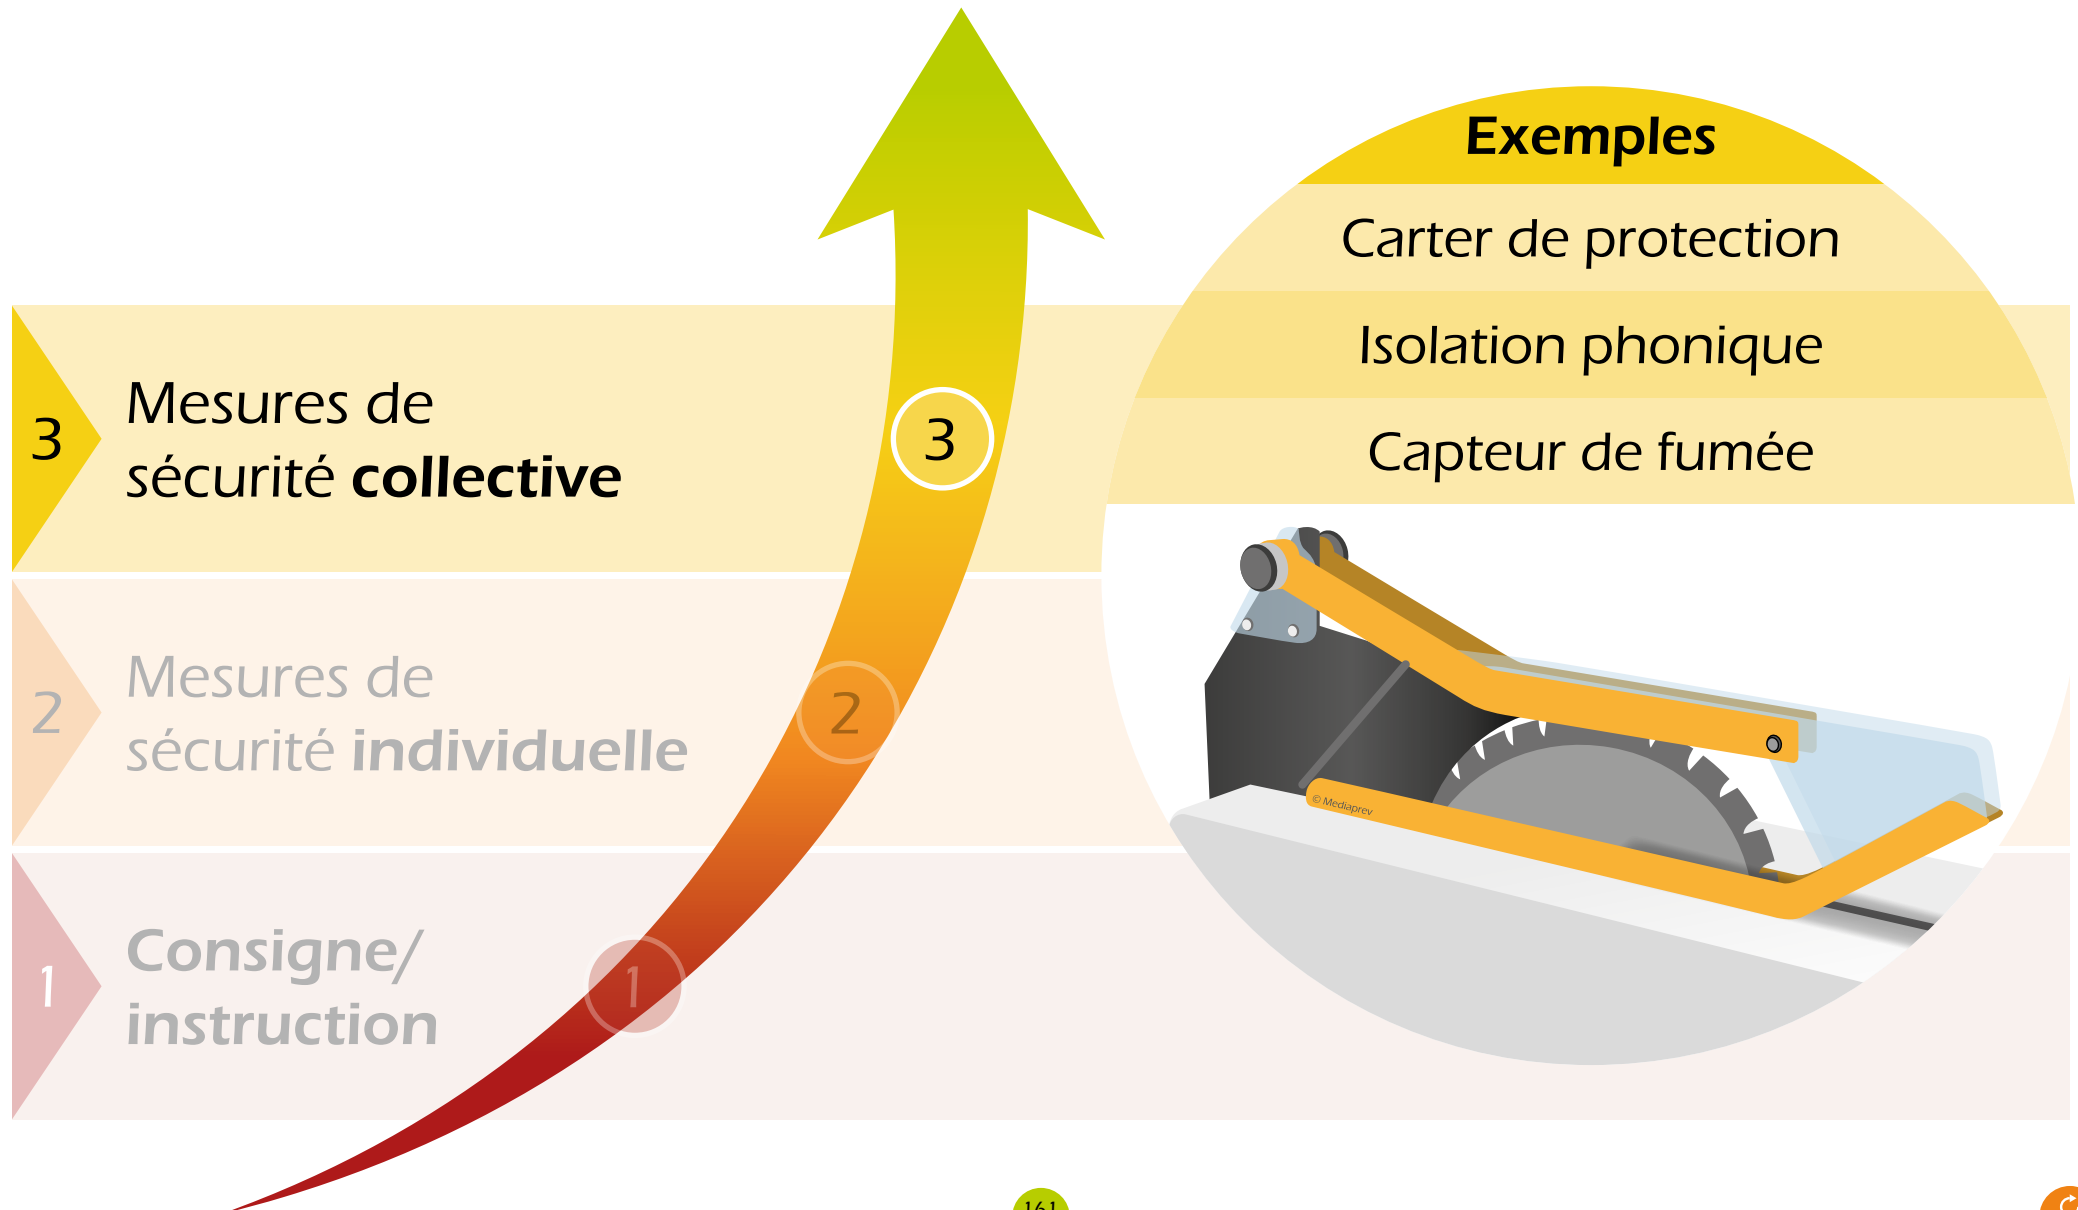 Exemples
Carter de protection
Isolation phonique
Capteur de fumée
3
Mesures de
sécurité collective
3
2
Mesures de
sécurité individuelle
2
1
Consigne/
instruction
1
© Mediaprev
161